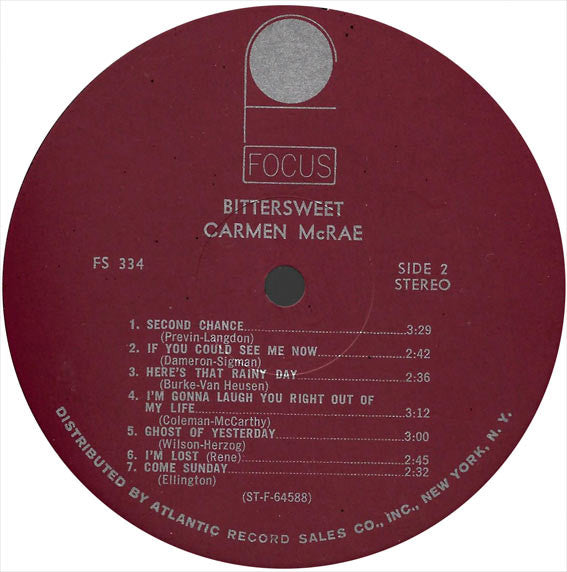 FOCUS
BITTERSWEET
CARMEN McRAE
FS 334
SIDE 2
STEREO
1. SECOND CHANCE 3:29
(Previn-Langdon)
2. IF YOU COULD SEE ME NOW 2:42
(Dameron-Sigman)
3. HERE'S THAT RAINY DAY 2:36
(Burke-Van Heusen)
4. I'M GONNA LAUGH YOU RIGHT OUT OF
MY LIFE 3:12
(Coleman-McCarthy)
5. GHOST OF YESTERDAY 3:00
(Wilson-Herzog)
6. I'M LOST (Rene) 2:45
7. COME SUNDAY 2:32
(Ellington)
(ST-F-64588)
DISTRIBUTED BY ATLANTIC RECORD SALES CO., INC., NEW YORK, N. Y.